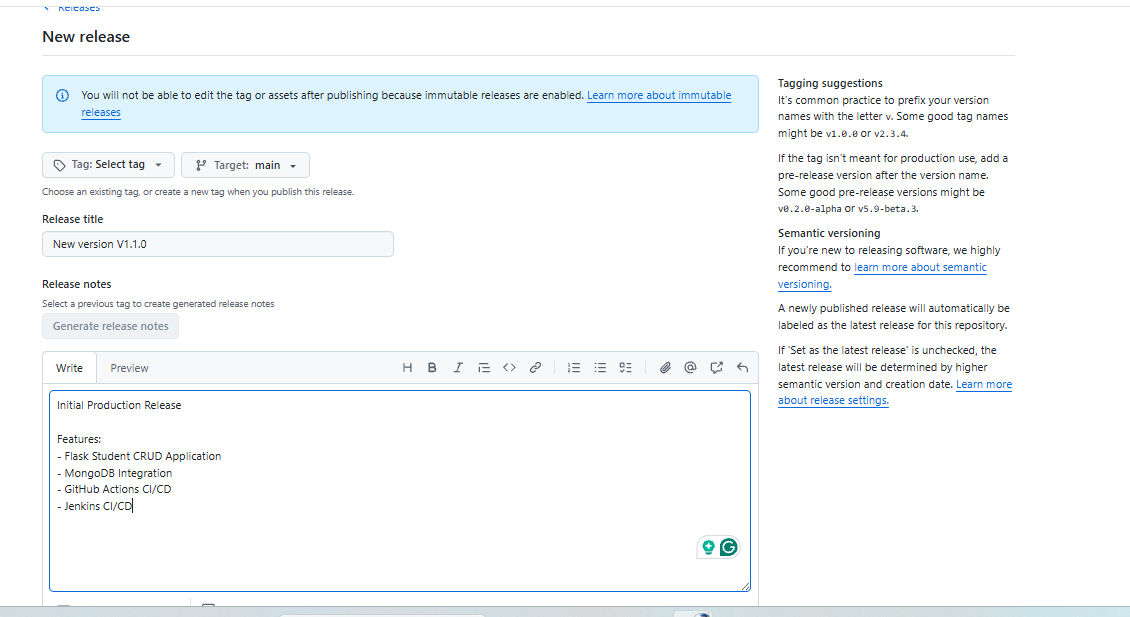 Releases
New release
You will not be able to edit the tag or assets after publishing because immutable releases are enabled. Learn more about immutable
releases
Tag: Select tag
Target: main
Choose an existing tag, or create a new tag when you publish this release.
Release title
New version V1.1.0
Release notes
Select a previous tag to create generated release notes
Generate release notes
Write Preview
Initial Production Release
Features:
- Flask Student CRUD Application
- MongoDB Integration
- GitHub Actions CI/CD
- Jenkins CI/CD
Tagging suggestions
It's common practice to prefix your version
names with the letter v. Some good tag names
might be v1.0.0 or v2.3.4.
If the tag isn't meant for production use, add a
pre-release version after the version name.
Some good pre-release versions might be
v0.2.0-alpha or v5.9-beta.3.
Semantic versioning
If you're new to releasing software, we highly
recommend to learn more about semantic
versioning.
A newly published release will automatically be
labeled as the latest release for this repository.
If 'Set as the latest release' is unchecked, the
latest release will be determined by higher
semantic version and creation date. Learn more
about release settings.